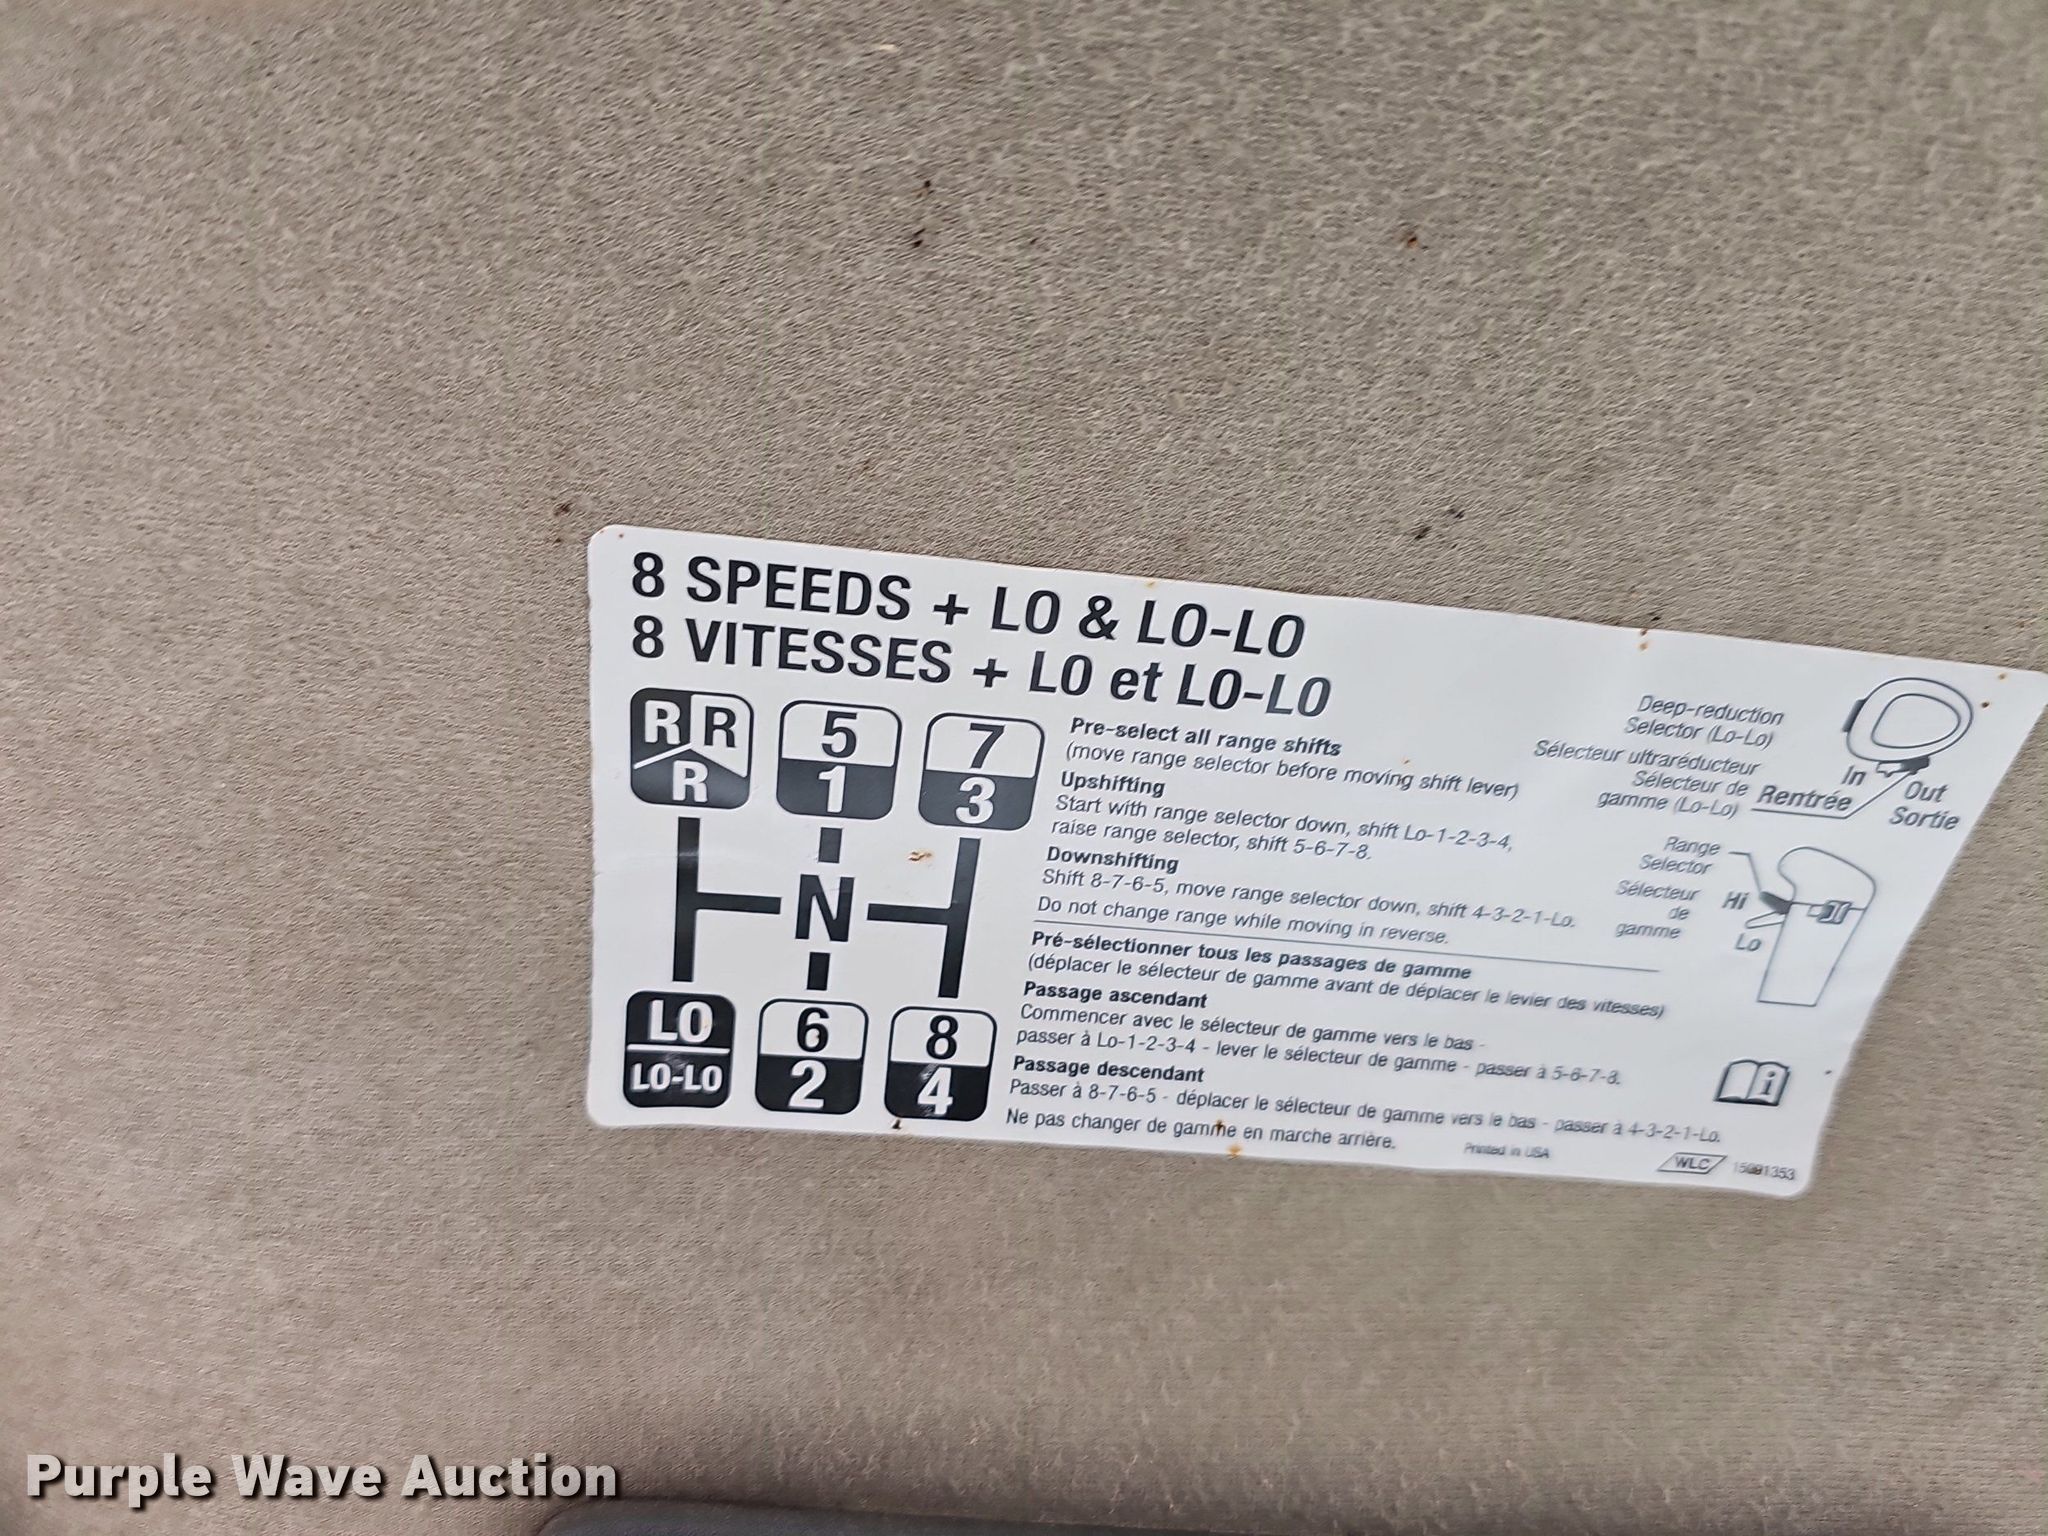 8 SPEEDS + LO & LO-LO
8 VITESSES + LO et LO-LO
R R
R
5
1
7
3
N
LO
LO-LO
6
2
8
4
Pre-select all range shifts
(move range selector before moving shift lever)
Upshifting
Start with range selector down, shift Lo-1-2-3-4,
raise range selector, shift 5-6-7-8.
Downshifting
Shift 8-7-6-5, move range selector down, shift 4-3-2-1-Lo.
Do not change range while moving in reverse.
Pré-sélectionner tous les passages de gamme
(déplacer le sélecteur de gamme avant de déplacer le levier des vitesses)
Passage ascendant
Commencer avec le sélecteur de gamme vers le bas -
passer à Lo-1-2-3-4 - lever le sélecteur de gamme - passer à 5-6-7-8.
Passage descendant
Passer à 8-7-6-5 - déplacer le sélecteur de gamme vers le bas - passer à 4-3-2-1-Lo.
Ne pas changer de gamme en marche arrière.
Deep-reduction
Selector (Lo-Lo)
Sélecteur ultraréducteur
Sélecteur de
gamme (Lo-Lo)
In
Rentrée
Out
Sortie
Range
Selector
Sélecteur
de
gamme
Hi
Lo
i
Printed in USA
WLC
15091353
Purple Wave Auction